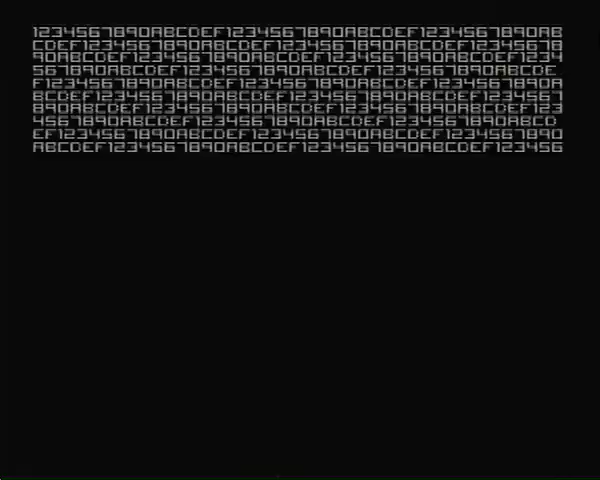 1234567890ABCDEF1234567890ABCDEF1234567890AB
CDEF1234567890ABCDEF1234567890ABCDEF12345678
90ABCDEF1234567890ABCDEF1234567890ABCDEF1234
567890ABCDEF1234567890ABCDEF1234567890ABCDE
F1234567890ABCDEF1234567890ABCDEF1234567890A
BCDEF1234567890ABCDEF1234567890ABCDEF1234567
890ABCDEF1234567890ABCDEF1234567890ABCDEF123
4567890ABCDEF1234567890ABCDEF1234567890ABCD
EF1234567890ABCDEF1234567890ABCDEF1234567890
ABCDEF1234567890ABCDEF1234567890ABCDEF123456